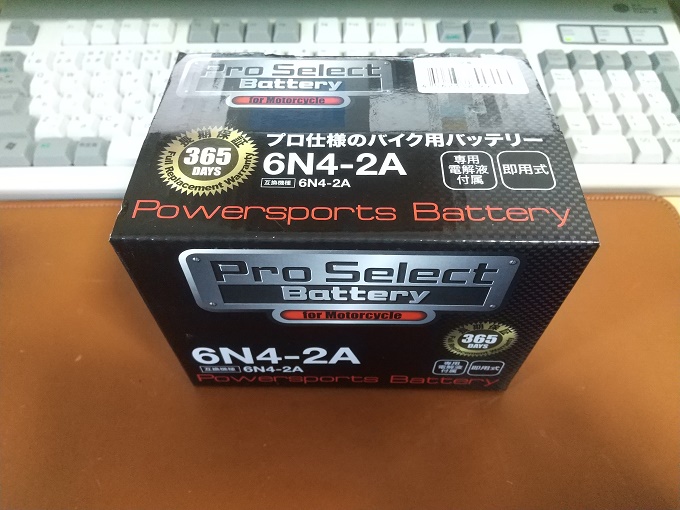 Pro Select
Battery
for Motorcycle
プロ仕様のバイク用バッテリー
6N4-2A
互換機種 6N4-2A
専用
電解液
付属
即用式
365
DAYS
Full Replacement Warranty
Powersports Battery
Pro Select
Battery
for Motorcycle
6N4-2A
互換機種 6N4-2A
365
DAYS
専用
電解液
付属
即用式
Powersports Battery